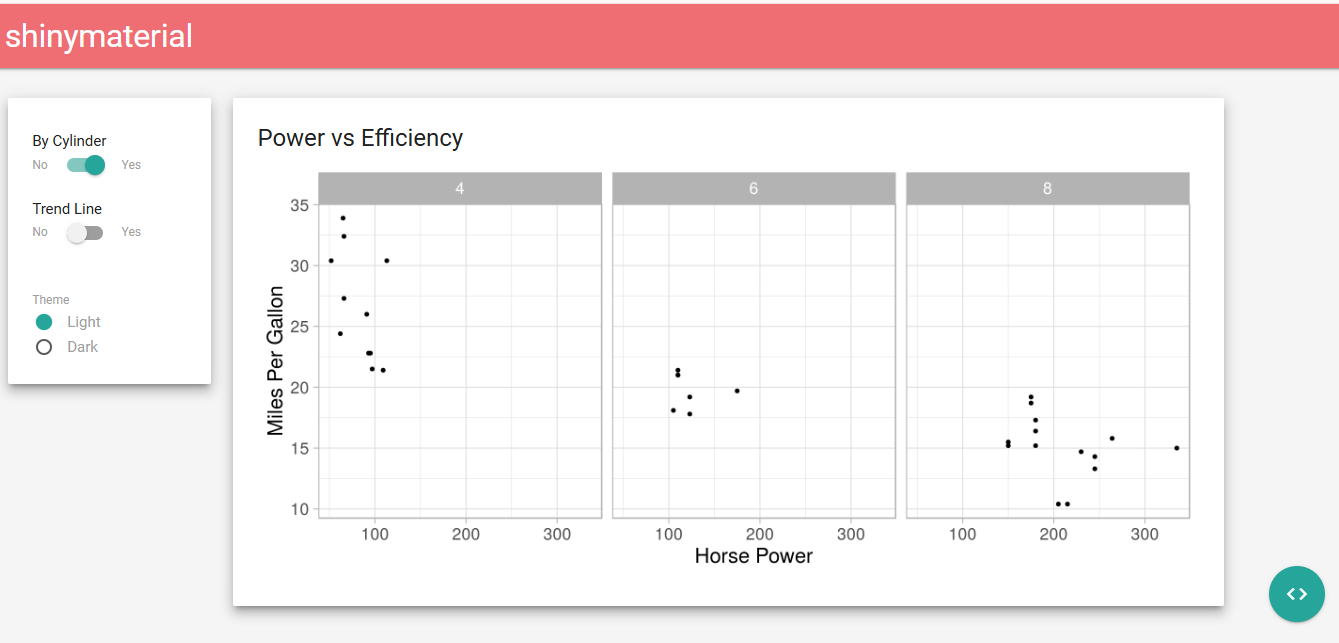 shinymaterial
By Cylinder
No Yes
Trend Line
No Yes
Theme
Light
Dark
Power vs Efficiency
4 6 8
35
30
25
20
15
10
Miles Per Gallon
100 200 300 100 200 300 100 200 300
Horse Power
<>